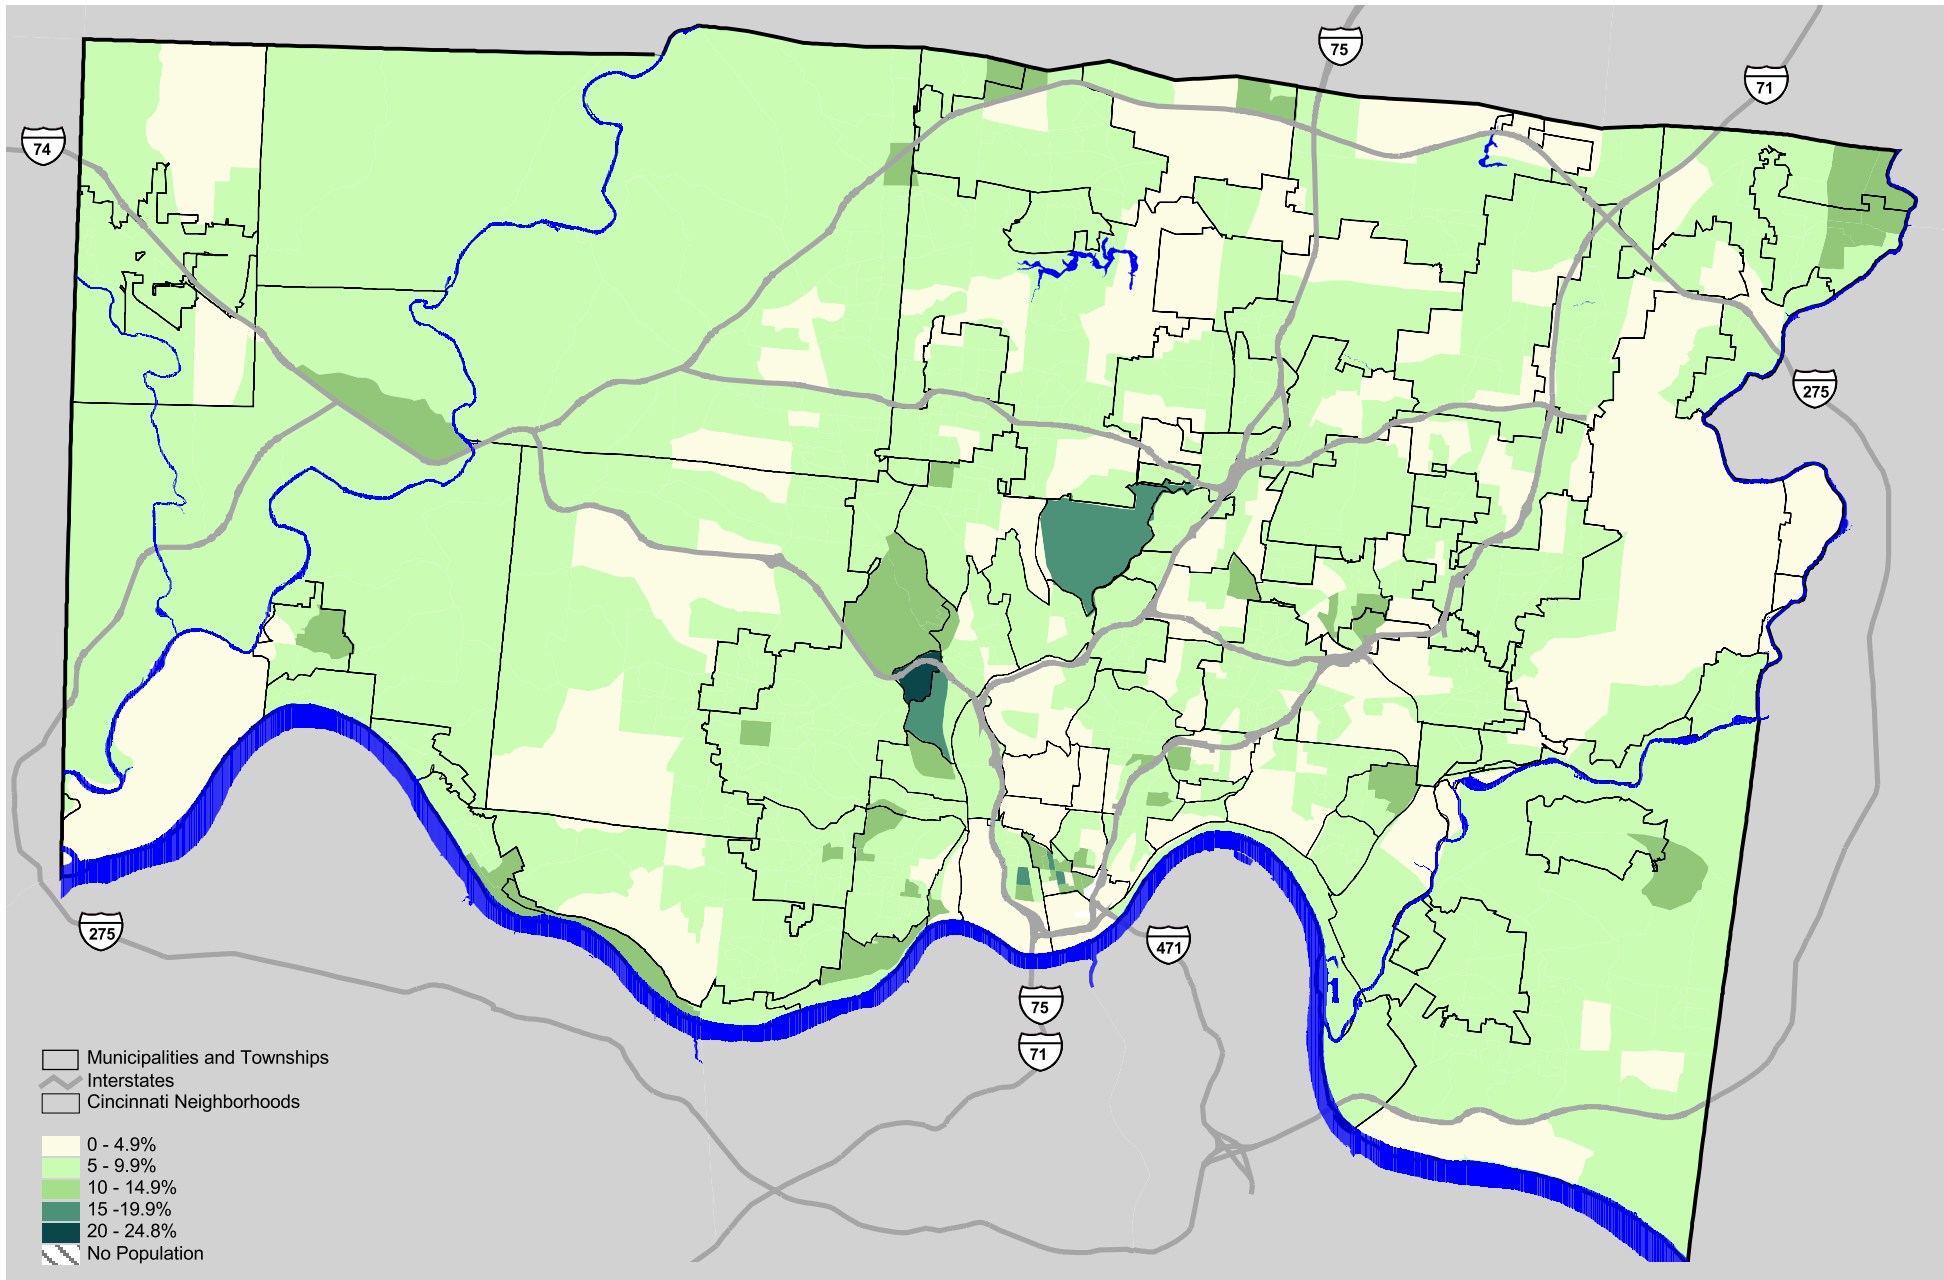 75
71
74
275
275
471
75
71
Municipalities and Townships
Interstates
Cincinnati Neighborhoods
0 - 4.9%
5 - 9.9%
10 - 14.9%
15 -19.9%
20 - 24.8%
No Population